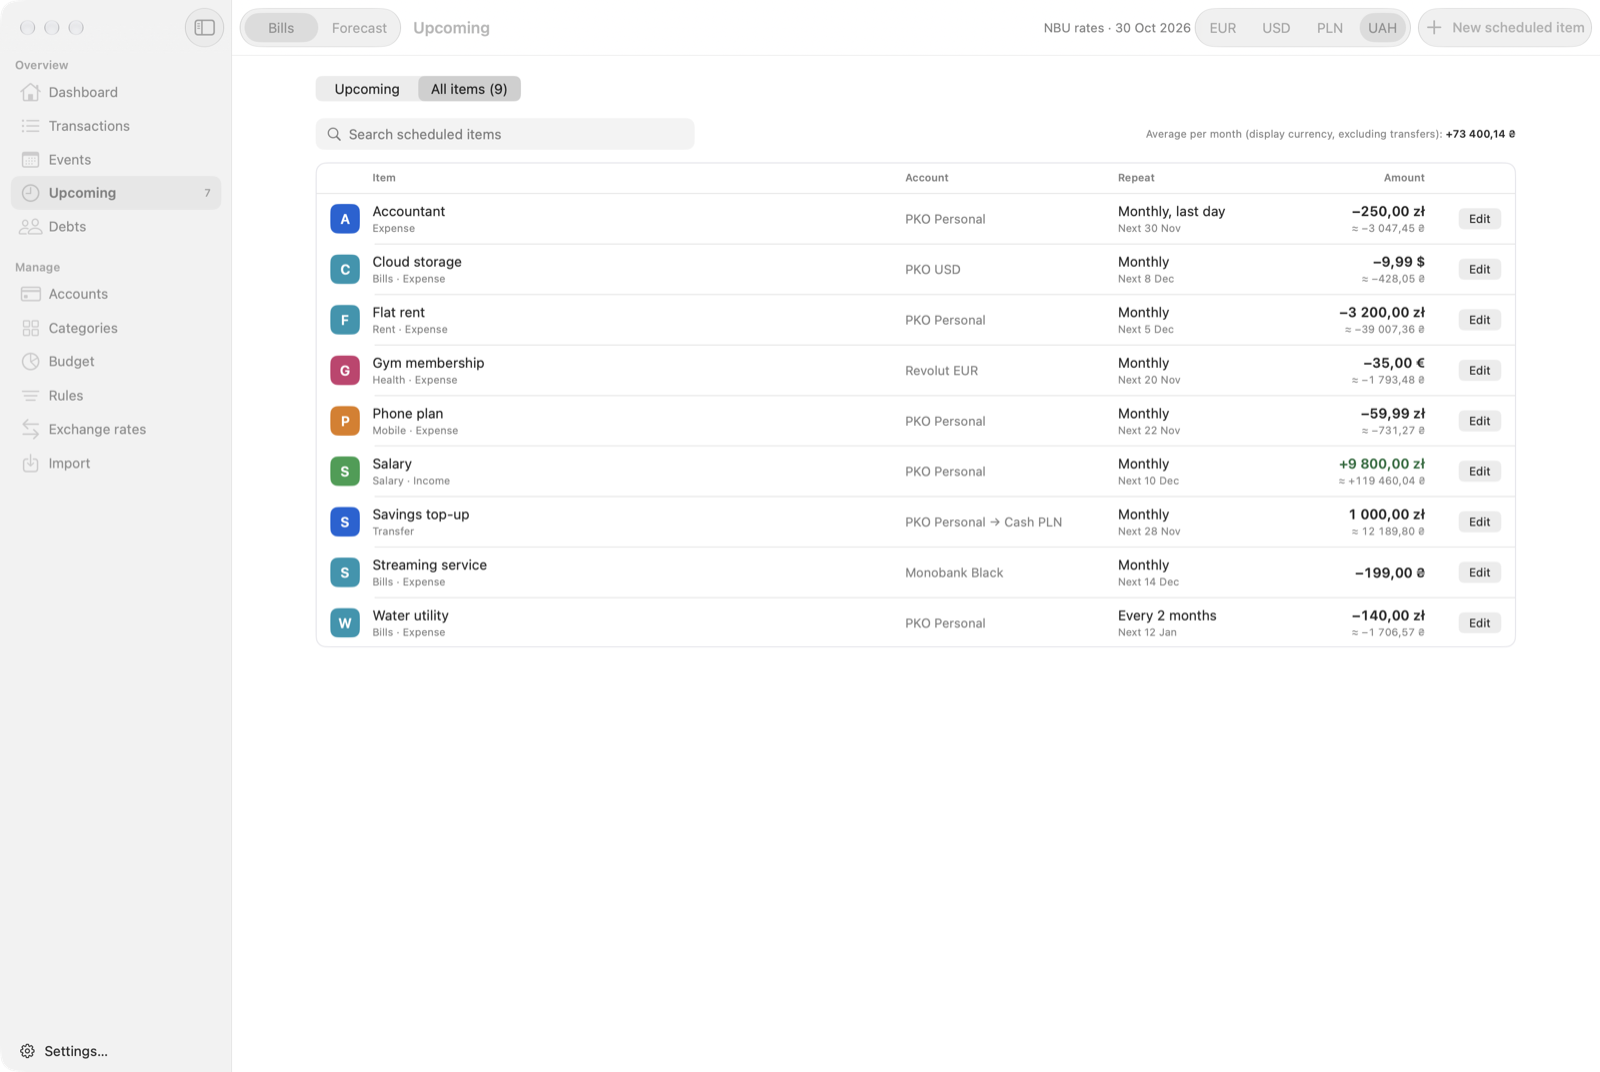 Overview
Dashboard
Transactions
Events
Upcoming 7
Debts
Manage
Accounts
Categories
Budget
Rules
Exchange rates
Import
Settings...
Bills Forecast Upcoming
NBU rates · 30 Oct 2026 EUR USD PLN UAH + New scheduled item
Upcoming All items (9)
Search scheduled items
Average per month (display currency, excluding transfers): +73 400,14 ₴
Item Account Repeat Amount
A Accountant PKO Personal Monthly, last day −250,00 zł Edit
Expense Next 30 Nov ≈ −3 047,45 ₴
C Cloud storage PKO USD Monthly −9,99 $ Edit
Bills · Expense Next 8 Dec ≈ −428,05 ₴
F Flat rent PKO Personal Monthly −3 200,00 zł Edit
Rent · Expense Next 5 Dec ≈ −39 007,36 ₴
G Gym membership Revolut EUR Monthly −35,00 € Edit
Health · Expense Next 20 Nov ≈ −1 793,48 ₴
P Phone plan PKO Personal Monthly −59,99 zł Edit
Mobile · Expense Next 22 Nov ≈ −731,27 ₴
S Salary PKO Personal Monthly +9 800,00 zł Edit
Salary · Income Next 10 Dec ≈ +119 460,04 ₴
S Savings top-up PKO Personal → Cash PLN Monthly 1 000,00 zł Edit
Transfer Next 28 Nov ≈ 12 189,80 ₴
S Streaming service Monobank Black Monthly −199,00 ₴ Edit
Bills · Expense Next 14 Dec
W Water utility PKO Personal Every 2 months −140,00 zł Edit
Bills · Expense Next 12 Jan ≈ −1 706,57 ₴